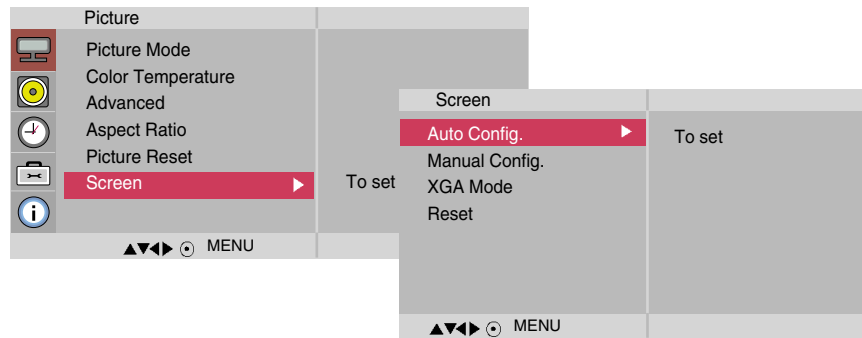 Picture
Picture Mode
Color Temperature
Advanced
Aspect Ratio
Picture Reset
Screen ▶ To set
▲▼◀▶ ⊙ MENU
Screen
Auto Config. ▶ To set
Manual Config.
XGA Mode
Reset
▲▼◀▶ ⊙ MENU